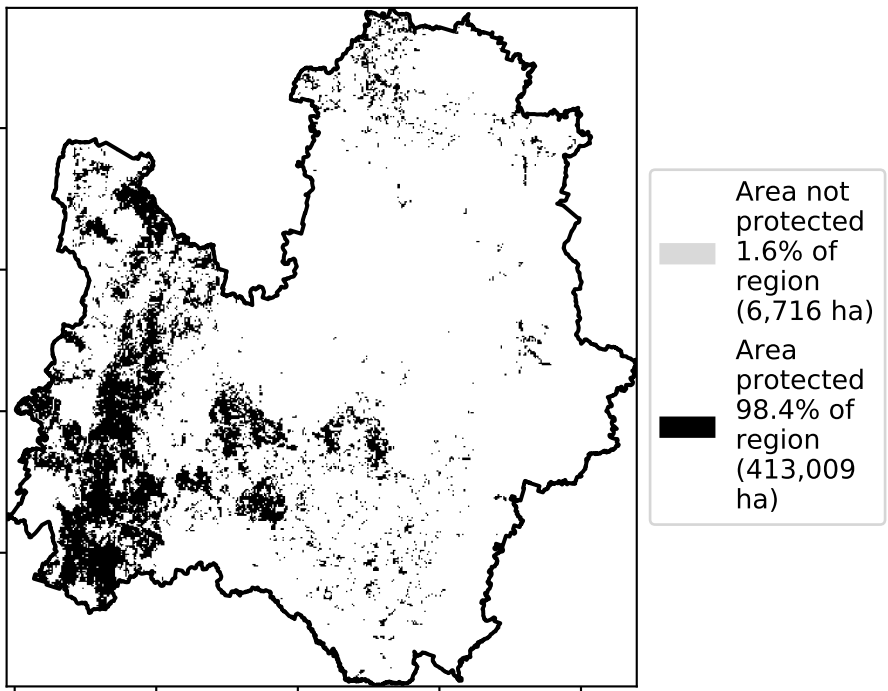 Area not
protected
1.6% of
region
(6,716 ha)
Area
protected
98.4% of
region
(413,009
ha)